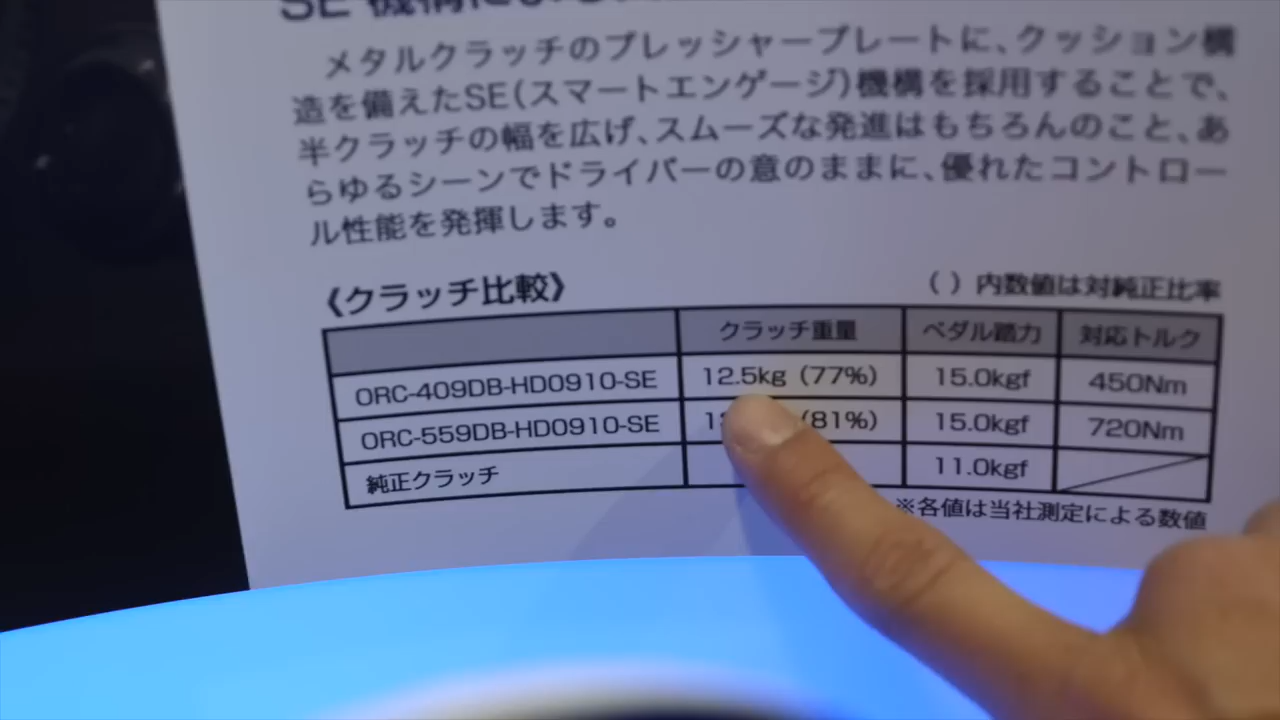 SE 機構による
メタルクラッチのプレッシャープレートに、クッション構
造を備えたSE(スマートエンゲージ)機構を採用することで、
半クラッチの幅を広げ、スムーズな発進はもちろんのこと、あ
らゆるシーンでドライバーの意のままに、優れたコントロー
ル性能を発揮します。
《クラッチ比較》 ( ) 内数値は対純正比率
クラッチ重量 ペダル踏力 対応トルク
ORC-409DB-HD0910-SE 12.5kg (77%) 15.0kgf 450Nm
ORC-559DB-HD0910-SE (81%) 15.0kgf 720Nm
純正クラッチ 11.0kgf
※各値は当社測定による数値